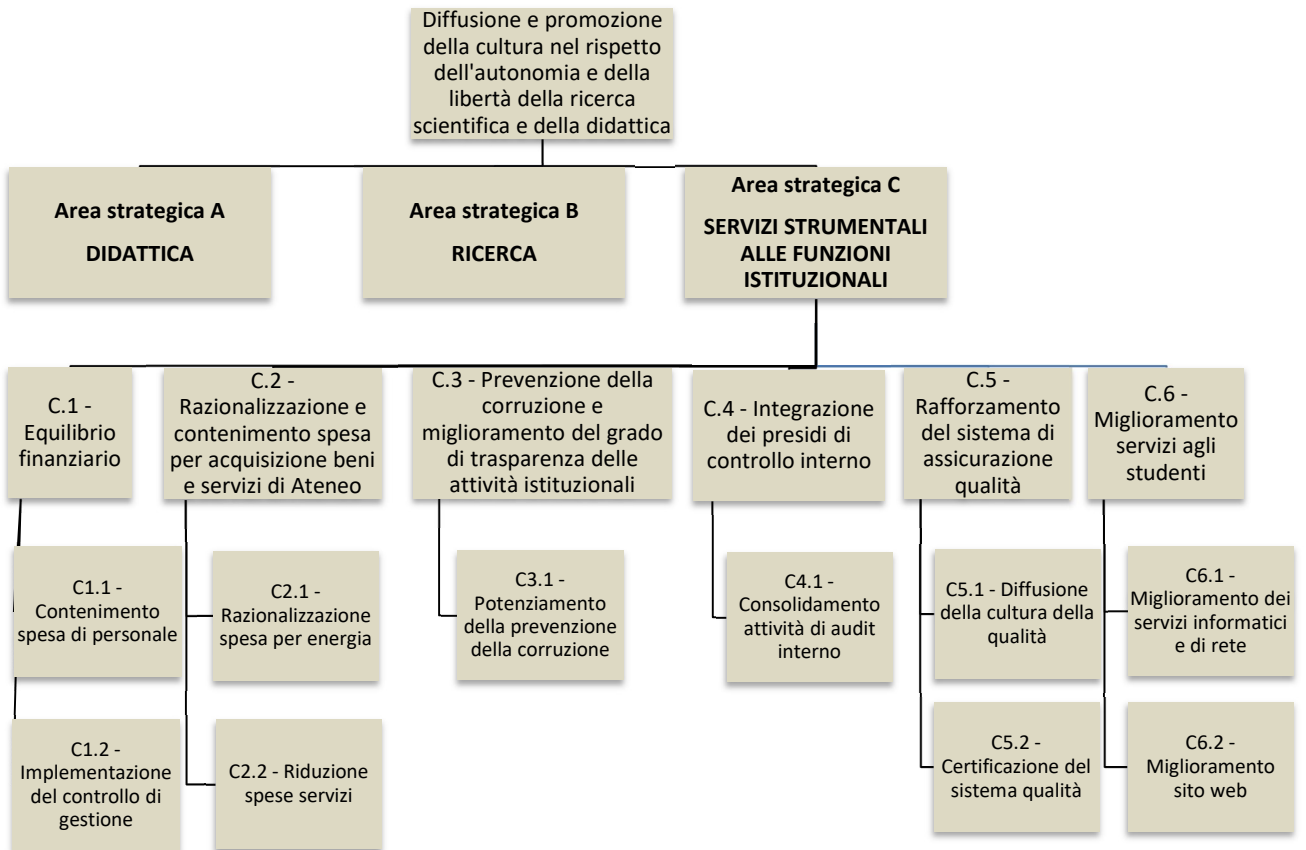 Diffusione e promozione
della cultura nel rispetto
dell'autonomia e della
libertà della ricerca
scientifica e della didattica
Area strategica A
DIDATTICA
Area strategica B
RICERCA
Area strategica C
SERVIZI STRUMENTALI
ALLE FUNZIONI
ISTITUZIONALI
C.1 -
Equilibrio
finanziario
C.2 -
Razionalizzazione e
contenimento spesa
per acquisizione beni
e servizi di Ateneo
C.3 - Prevenzione della
corruzione e
miglioramento del grado
di trasparenza delle
attività istituzionali
C.4 - Integrazione
dei presidi di
controllo interno
C.5 -
Rafforzamento
del sistema di
assicurazione
qualità
C.6 -
Miglioramento
servizi agli
studenti
C1.1 -
Contenimento
spesa di personale
C2.1 -
Razionalizzazione
spesa per energia
C3.1 -
Potenziamento
della prevenzione
della corruzione
C4.1 -
Consolidamento
attività di audit
interno
C5.1 - Diffusione
della cultura della
qualità
C6.1 -
Miglioramento dei
servizi informatici
e di rete
C1.2 -
Implementazione
del controllo di
gestione
C2.2 - Riduzione
spese servizi
C5.2 -
Certificazione del
sistema qualità
C6.2 -
Miglioramento
sito web